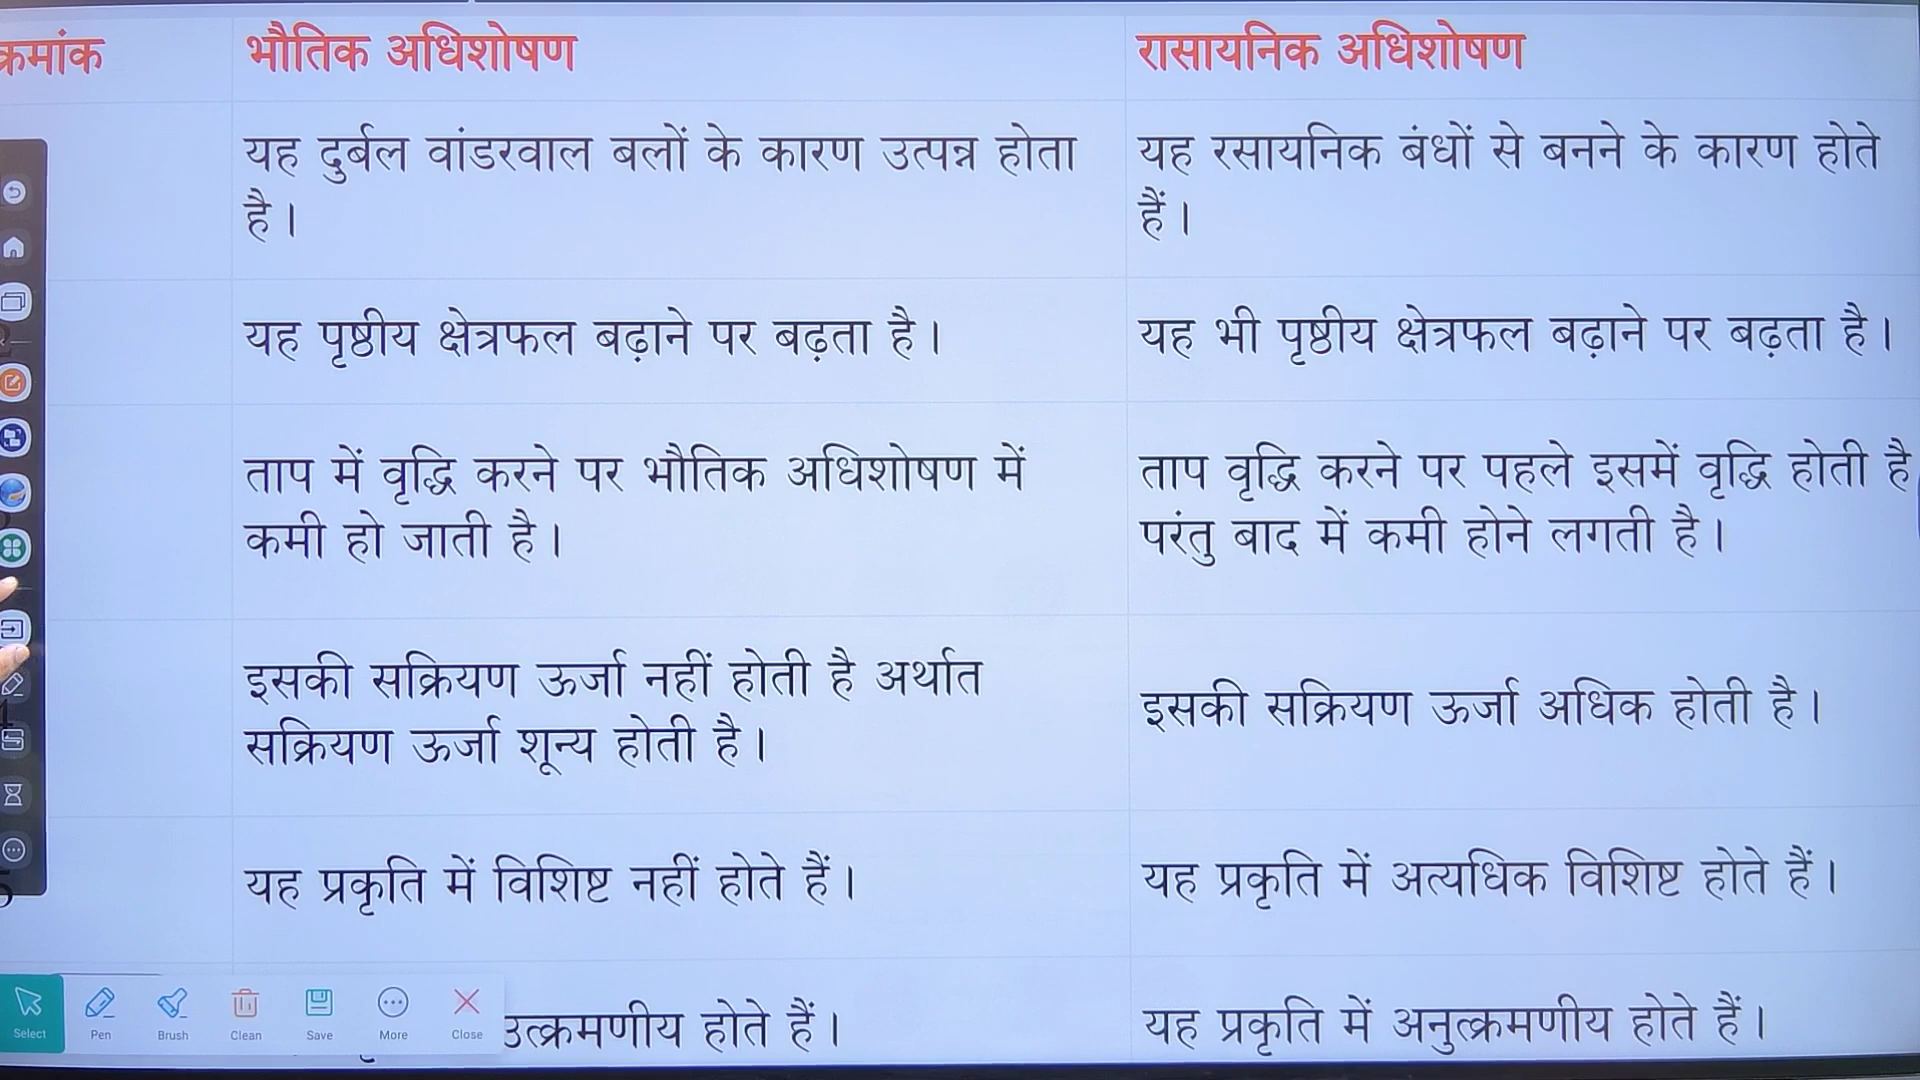 क्रमांक
भौतिक अधिशोषण
रासायनिक अधिशोषण
यह दुर्बल वांडरवाल बलों के कारण उत्पन्न होता
है।
यह रसायनिक बंधों से बनने के कारण होते
हैं।
यह पृष्ठीय क्षेत्रफल बढ़ाने पर बढ़ता है।
यह भी पृष्ठीय क्षेत्रफल बढ़ाने पर बढ़ता है।
ताप में वृद्धि करने पर भौतिक अधिशोषण में
कमी हो जाती है।
ताप वृद्धि करने पर पहले इसमें वृद्धि होती है
परंतु बाद में कमी होने लगती है।
इसकी सक्रियण ऊर्जा नहीं होती है अर्थात
सक्रियण ऊर्जा शून्य होती है।
इसकी सक्रियण ऊर्जा अधिक होती है।
यह प्रकृति में विशिष्ट नहीं होते हैं।
यह प्रकृति में अत्यधिक विशिष्ट होते हैं।
उत्क्रमणीय होते हैं।
यह प्रकृति में अनुत्क्रमणीय होते हैं।
Select Pen Brush Clean Save More Close